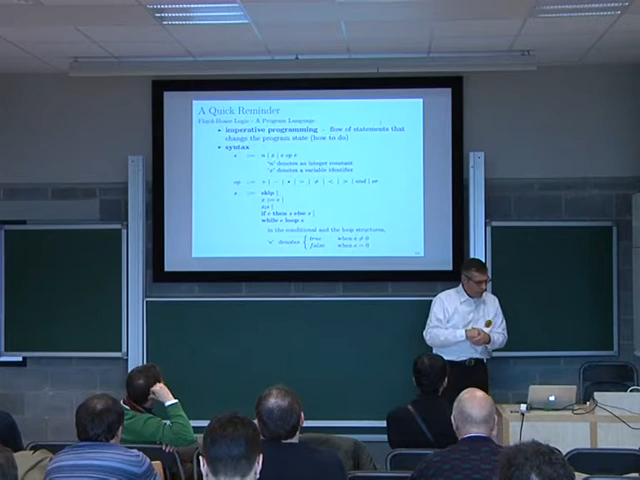 A Quick Reminder
Floyd-Hoare Logic - A Program Language
• imperative programming - flow of statements that
change the program state (how to do)
• syntax
e ::= n | x | e op e
'n' denotes an integer constant
'x' denotes a variable identifier
op ::= + | − | * | = | ≠ | < | > | and | or
s ::= skip |
x := e |
s;s |
if e then s else s |
while e loop s
in the conditional and the loop structures,
'e' denotes { true when e ≠ 0
false when e = 0